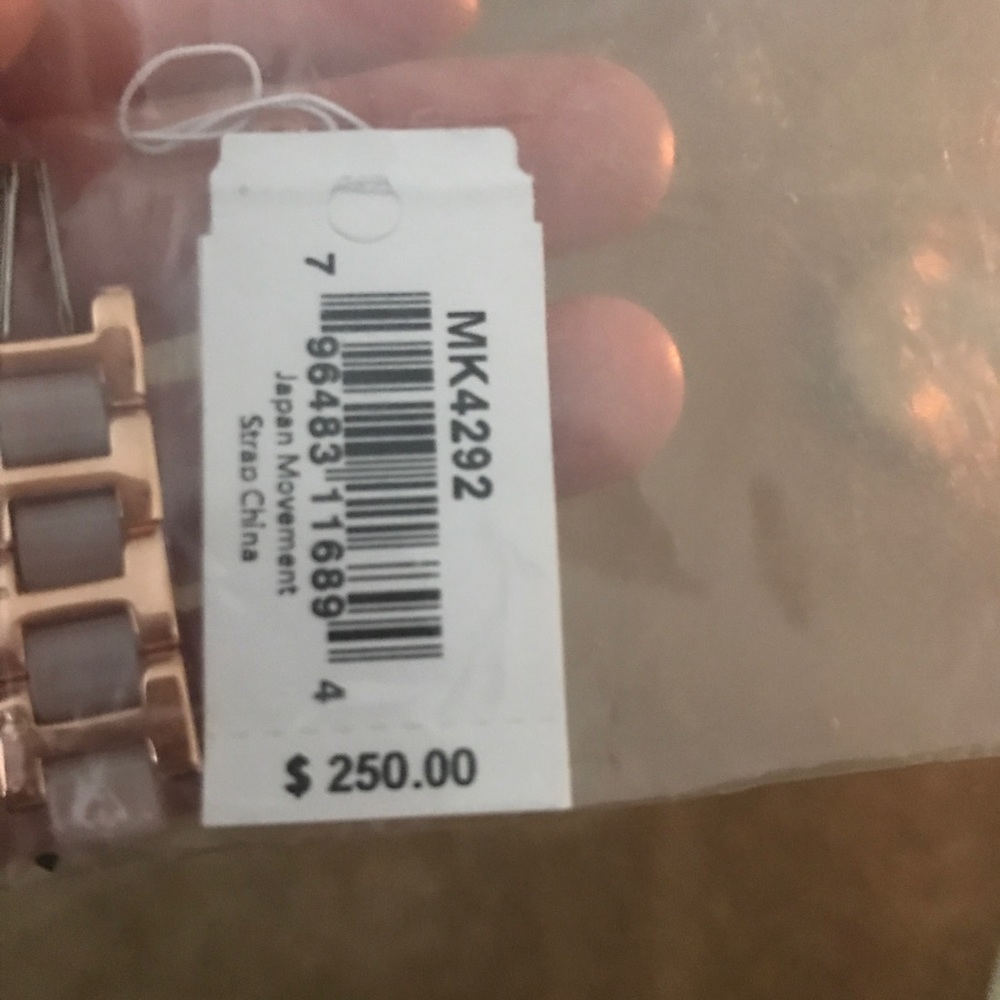 MK4292
7 96483 11689 4
Japan Movement
Strap China
$ 250.00